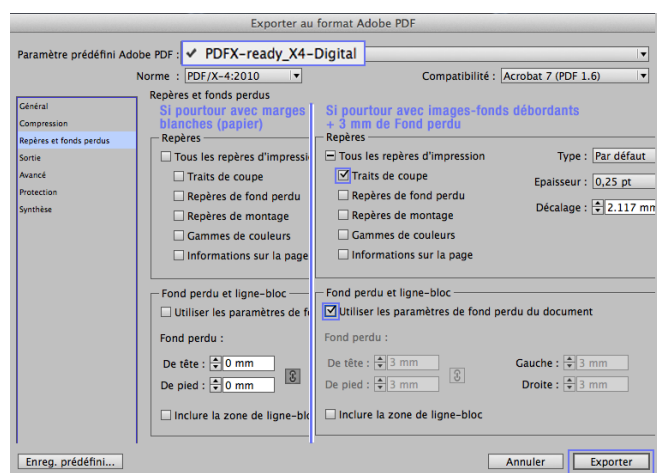 Exporter au format Adobe PDF
Paramètre prédéfini Adobe PDF : ✓ PDFX-ready_X4-Digital
Norme : PDF/X-4:2010
Compatibilité : Acrobat 7 (PDF 1.6)
Général
Compression
Repères et fonds perdus
Sortie
Avancé
Protection
Synthèse
Repères et fonds perdus
Si pourtour avec marges
blanches (papier)
Repères
Tous les repères d'impressi
Traits de coupe
Repères de fond perdu
Repères de montage
Gammes de couleurs
Informations sur la page
Fond perdu et ligne-bloc
Utiliser les paramètres de f
Fond perdu :
De tête : 0 mm
De pied : 0 mm
Inclure la zone de ligne-blo
Si pourtour avec images-fonds débordants
+ 3 mm de Fond perdu
Repères
Tous les repères d'impression
Traits de coupe
Repères de fond perdu
Repères de montage
Gammes de couleurs
Informations sur la page
Type : Par défaut
Epaisseur : 0,25 pt
Décalage : 2.117 mm
Fond perdu et ligne-bloc
Utiliser les paramètres de fond perdu du document
Fond perdu :
De tête : 3 mm
De pied : 3 mm
Gauche : 3 mm
Droite : 3 mm
Inclure la zone de ligne-bloc
Enreg. prédéfini...
Annuler
Exporter